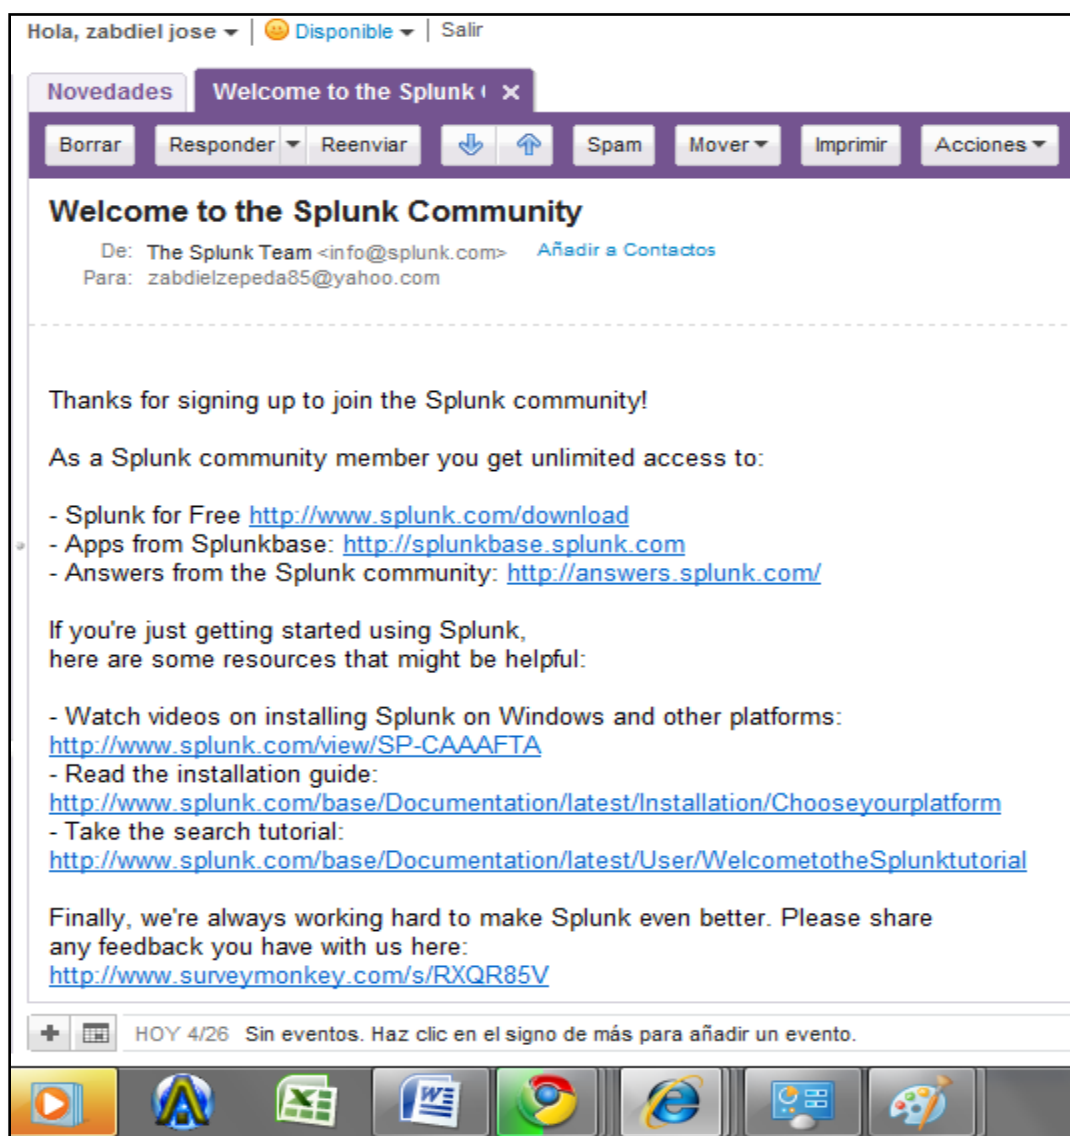 Hola, zabdiel jose Disponible Salir
Novedades Welcome to the Splunk
Borrar Responder Reenviar Spam Mover Imprimir Acciones
Welcome to the Splunk Community
De: The Splunk Team <info@splunk.com> Añadir a Contactos
Para: zabdielzepeda85@yahoo.com
Thanks for signing up to join the Splunk community!
As a Splunk community member you get unlimited access to:
- Splunk for Free http://www.splunk.com/download
- Apps from Splunkbase: http://splunkbase.splunk.com
- Answers from the Splunk community: http://answers.splunk.com/
If you're just getting started using Splunk,
here are some resources that might be helpful:
- Watch videos on installing Splunk on Windows and other platforms:
http://www.splunk.com/view/SP-CAAAFTA
- Read the installation guide:
http://www.splunk.com/base/Documentation/latest/Installation/Chooseyourplatform
- Take the search tutorial:
http://www.splunk.com/base/Documentation/latest/User/WelcometotheSplunktutorial
Finally, we're always working hard to make Splunk even better. Please share
any feedback you have with us here:
http://www.surveymonkey.com/s/RXQR85V
HOY 4/26 Sin eventos. Haz clic en el signo de más para añadir un evento.